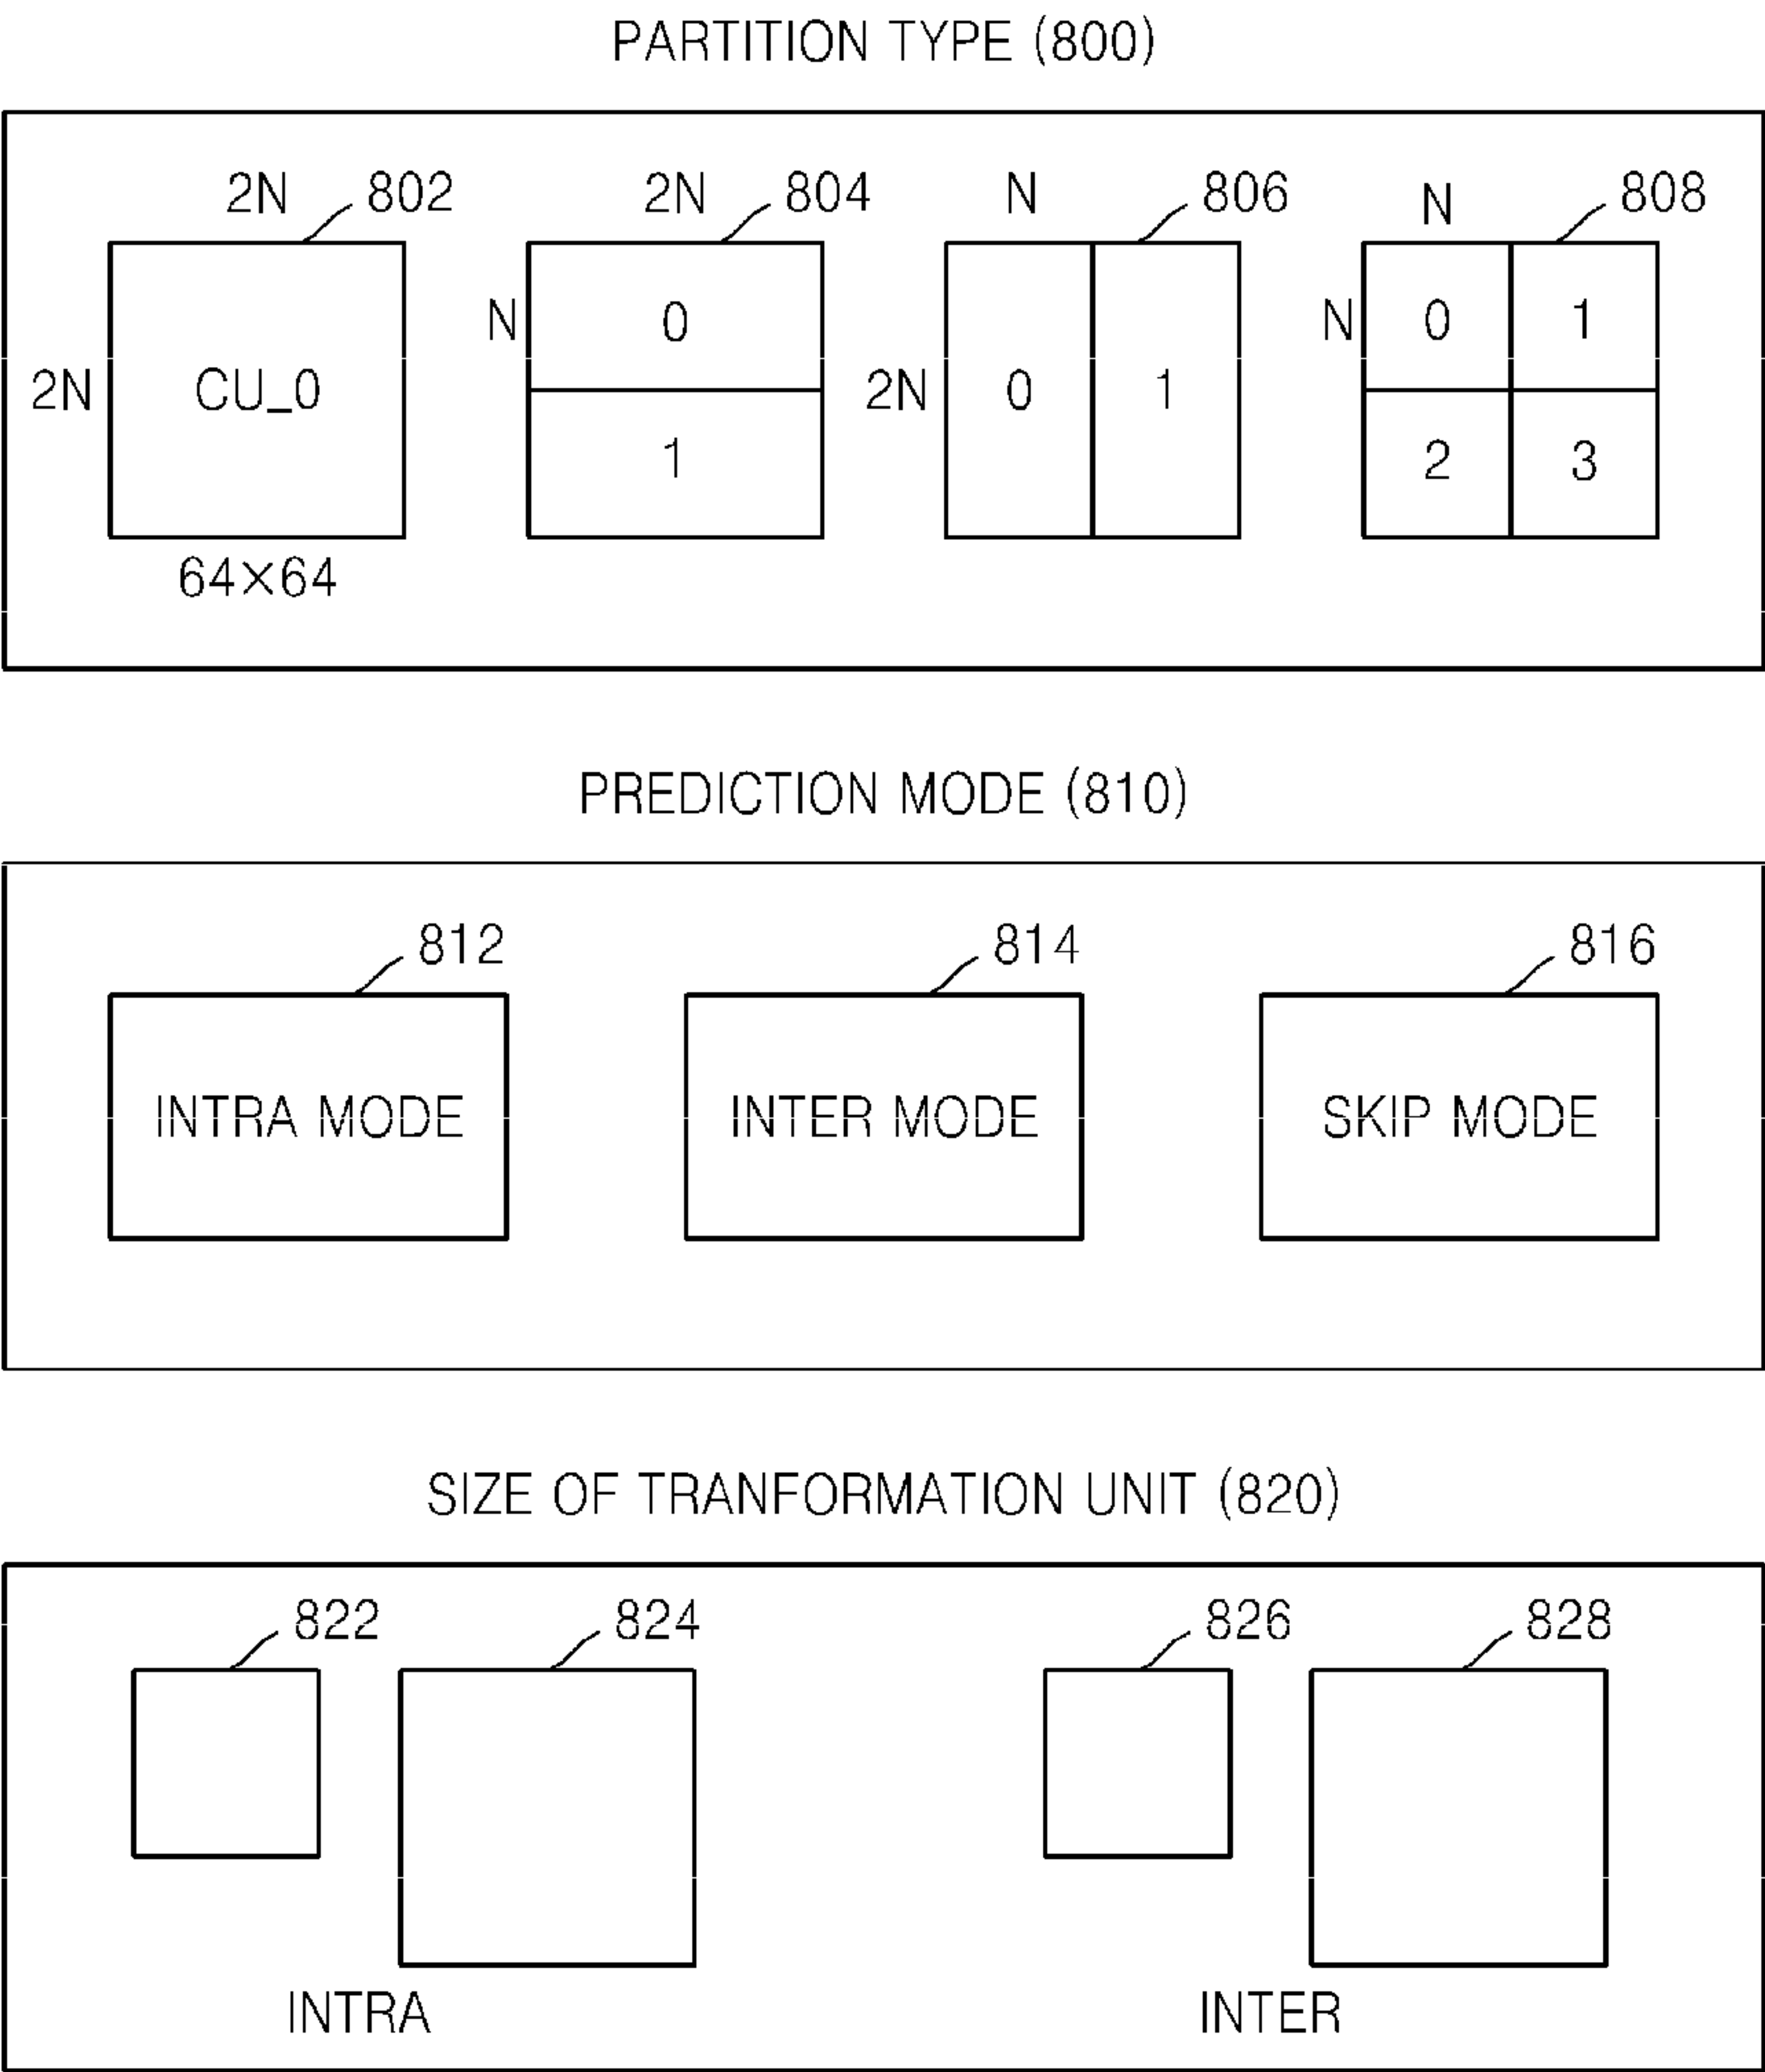 PARTITION TYPE (800)
2N 802 2N 804 N 806 N 808
N 0 N 0 1
2N CU_0 2N 0 1
1 2 3
64×64
PREDICTION MODE (810)
812 814 816
INTRA MODE INTER MODE SKIP MODE
SIZE OF TRANFORMATION UNIT (820)
822 824 826 828
INTRA INTER